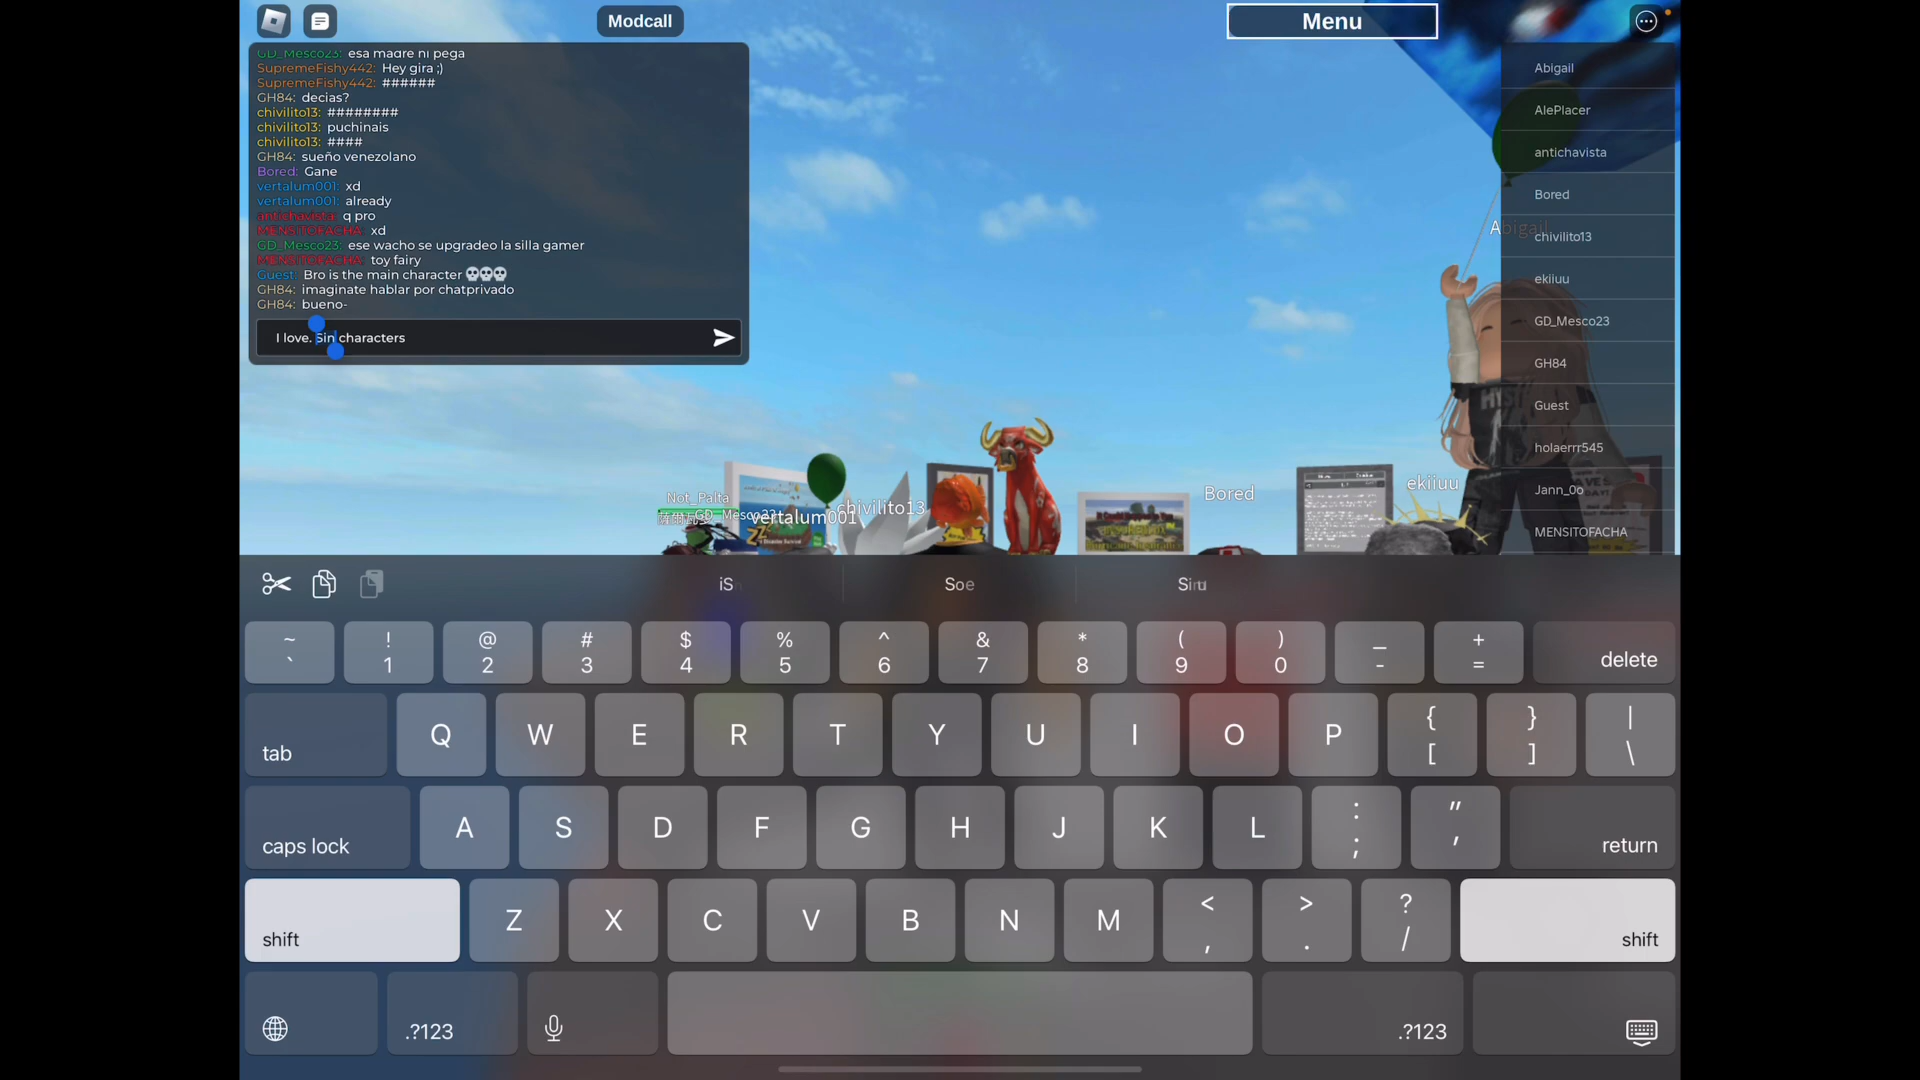 Modcall
Menu
GD_Mesco23: esa madre ni pega
SupremeFishy442: Hey gira ;)
SupremeFishy442: ######
GH84: decias?
chivilito13: ########
chivilito13: puchinais
chivilito13: ####
GH84: sueño venezolano
Bored: Gane
vertalum001: xd
vertalum001: already
antichavista: q pro
MENSITOFACHA: xd
GD_Mesco23: ese wacho se upgradeo la silla gamer
MENSITOFACHA: toy fairy
Guest: Bro is the main character 💀💀💀
GH84: imaginate hablar por chatprivado
GH84: bueno-
I love. Sin characters
Abigail
AlePlacer
antichavista
Bored
chivilito13
ekiiuu
GD_Mesco23
GH84
Guest
holaerrr545
Jann_0o
MENSITOFACHA
Abigail
Not_Palta
GD_Mesco23
vertalum001
chivilito13
Bored
ekiiuu
iS
~ ! @ # $ % ^ & * ( ) _ +
` 1 2 3 4 5 6 7 8 9 0 - = delete
tab Q W E R T Y U I O P { } |
[ ] \
caps lock A S D F G H J K L : "
; ' return
shift Z X C V B N M < > ?
, . / shift
.?123 .?123